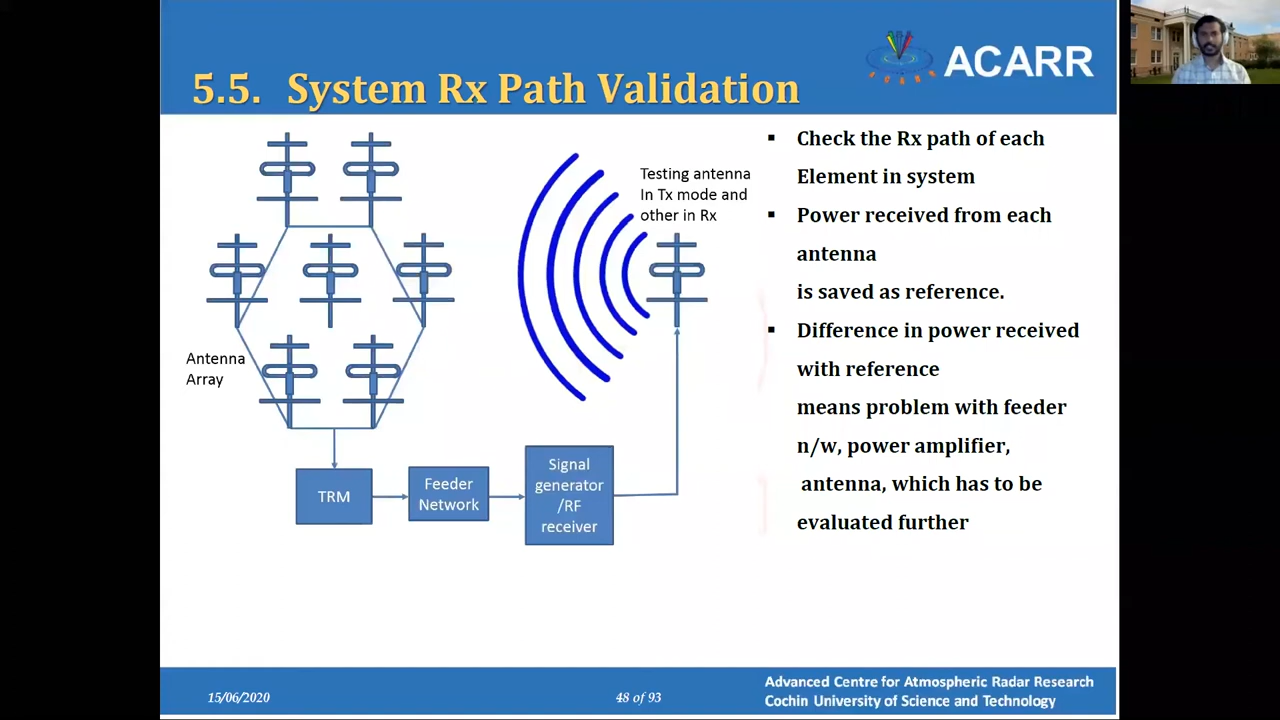 5.5. System Rx Path Validation
ACARR
Testing antenna
In Tx mode and
other in Rx
Antenna
Array
TRM
Feeder
Network
Signal
generator
/RF
receiver
▪ Check the Rx path of each
Element in system
▪ Power received from each
antenna
is saved as reference.
▪ Difference in power received
with reference
means problem with feeder
n/w, power amplifier,
antenna, which has to be
evaluated further
15/06/2020
48 of 93
Advanced Centre for Atmospheric Radar Research
Cochin University of Science and Technology